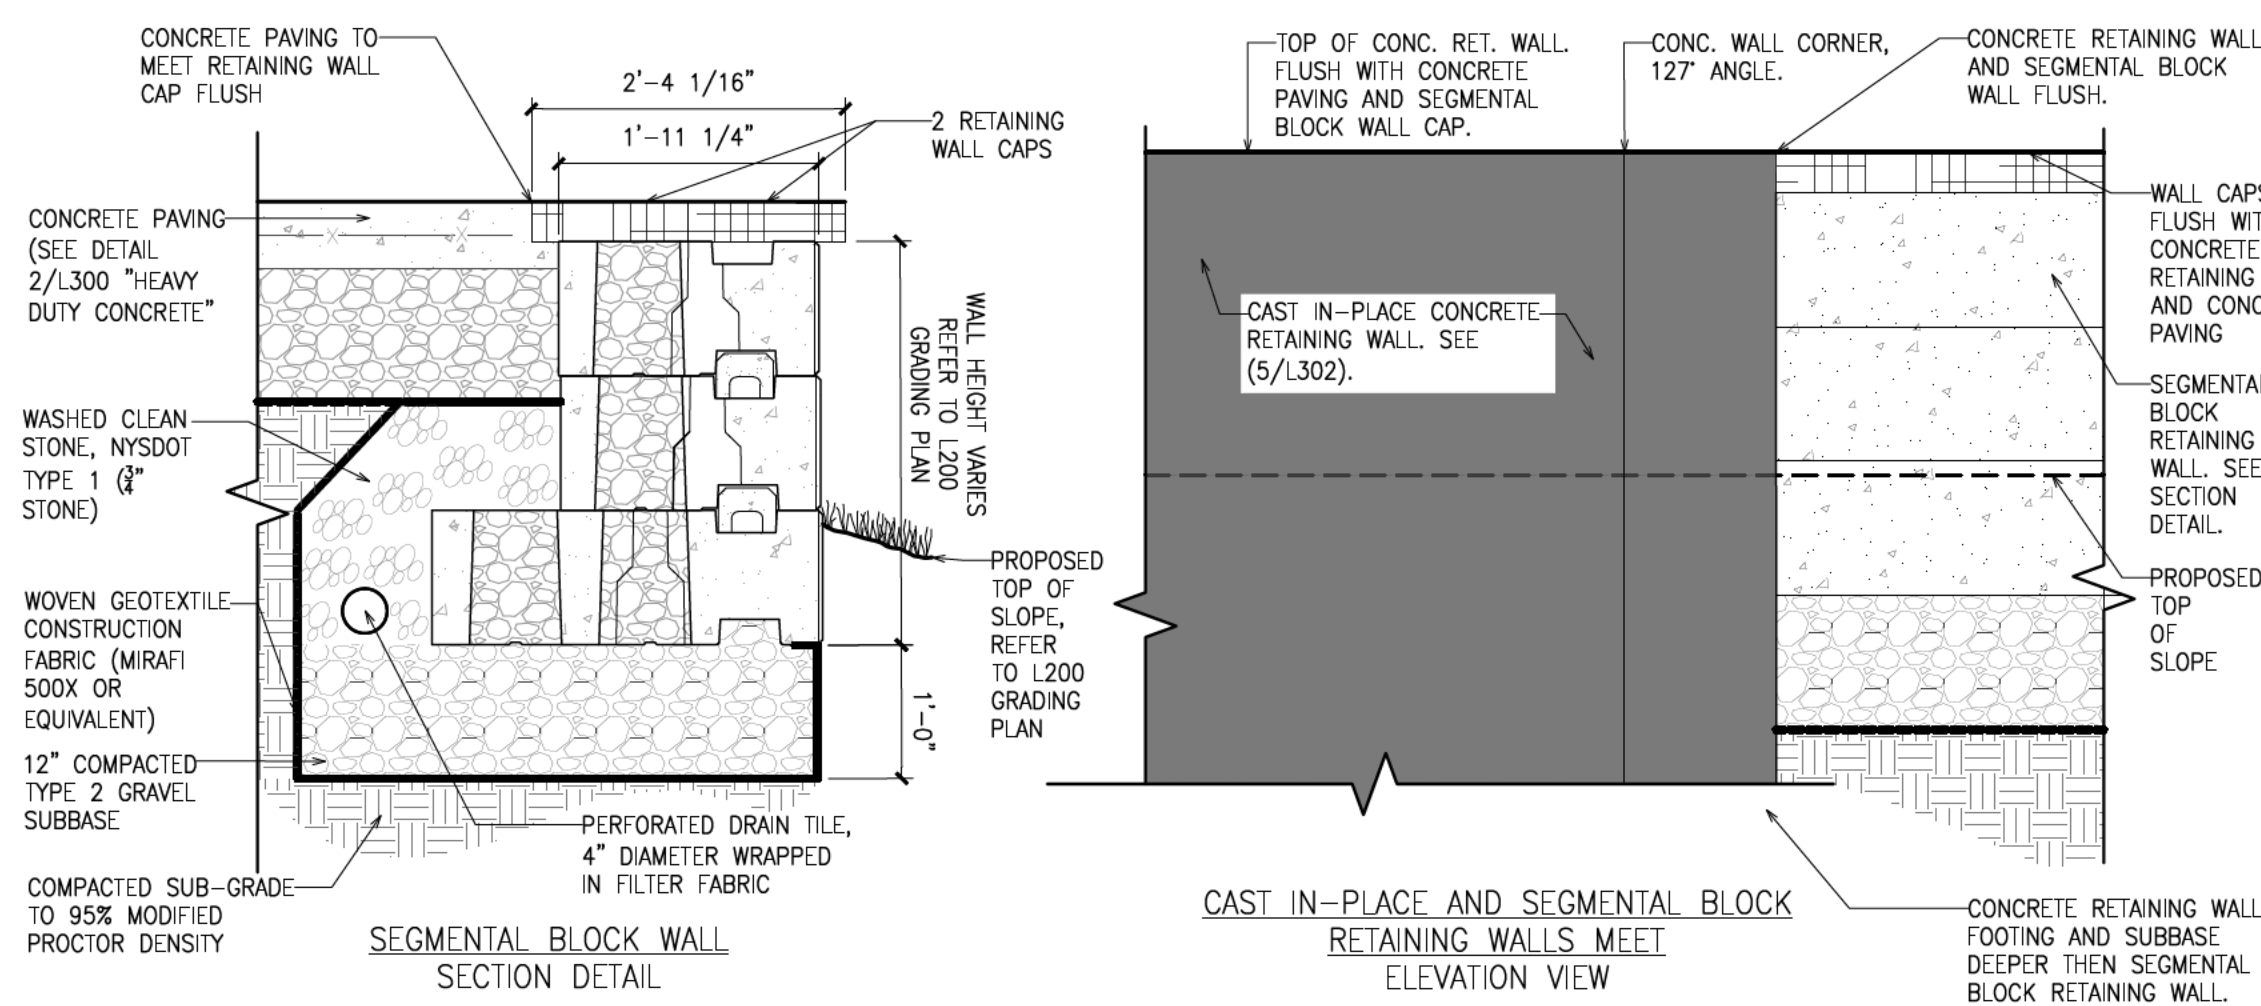 CONCRETE PAVING TO
MEET RETAINING WALL
CAP FLUSH
2'-4 1/16"
1'-11 1/4"
2 RETAINING
WALL CAPS
CONCRETE PAVING
(SEE DETAIL
2/L300 "HEAVY
DUTY CONCRETE"
WALL HEIGHT VARIES
REFER TO L200
GRADING PLAN
WASHED CLEAN
STONE, NYSDOT
TYPE 1 (3/4"
STONE)
WOVEN GEOTEXTILE
CONSTRUCTION
FABRIC (MIRAFI
500X OR
EQUIVALENT)
PROPOSED
TOP OF
SLOPE,
REFER
TO L200
GRADING
PLAN
1'-0"
12" COMPACTED
TYPE 2 GRAVEL
SUBBASE
PERFORATED DRAIN TILE,
4" DIAMETER WRAPPED
IN FILTER FABRIC
COMPACTED SUB-GRADE
TO 95% MODIFIED
PROCTOR DENSITY
SEGMENTAL BLOCK WALL
SECTION DETAIL
TOP OF CONC. RET. WALL.
FLUSH WITH CONCRETE
PAVING AND SEGMENTAL
BLOCK WALL CAP.
CONC. WALL CORNER,
127° ANGLE.
CONCRETE RETAINING WALL
AND SEGMENTAL BLOCK
WALL FLUSH.
CAST IN-PLACE CONCRETE
RETAINING WALL. SEE
(5/L302).
WALL CAPS
FLUSH WIT
CONCRETE
RETAINING
AND CONC
PAVING
SEGMENTAL
BLOCK
RETAINING
WALL. SEE
SECTION
DETAIL.
PROPOSED
TOP
OF
SLOPE
CONCRETE RETAINING WALL
FOOTING AND SUBBASE
DEEPER THEN SEGMENTAL
BLOCK RETAINING WALL.
CAST IN-PLACE AND SEGMENTAL BLOCK
RETAINING WALLS MEET
ELEVATION VIEW